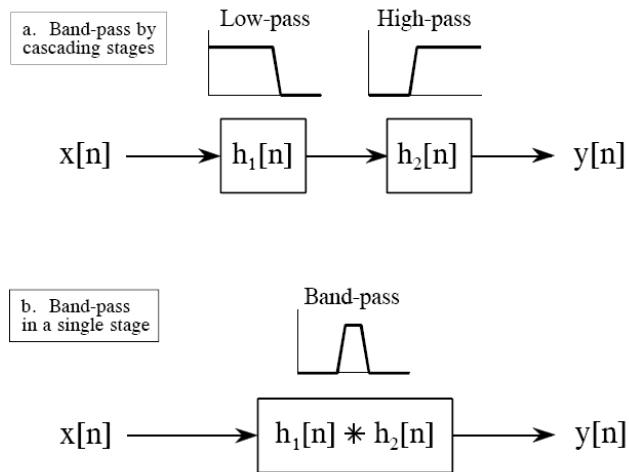 a. Band-pass by
cascading stages
Low-pass
High-pass
x[n]
h₁[n]
h₂[n]
y[n]
b. Band-pass
in a single stage
Band-pass
x[n]
h₁[n] ∗ h₂[n]
y[n]